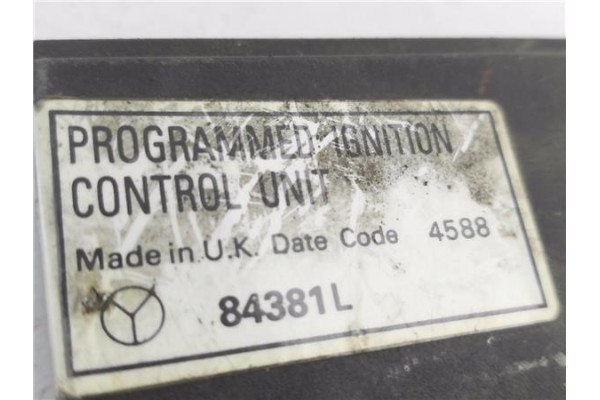 PROGRAMMED IGNITION
CONTROL UNIT
Made in U.K. Date Code 4588
84381L